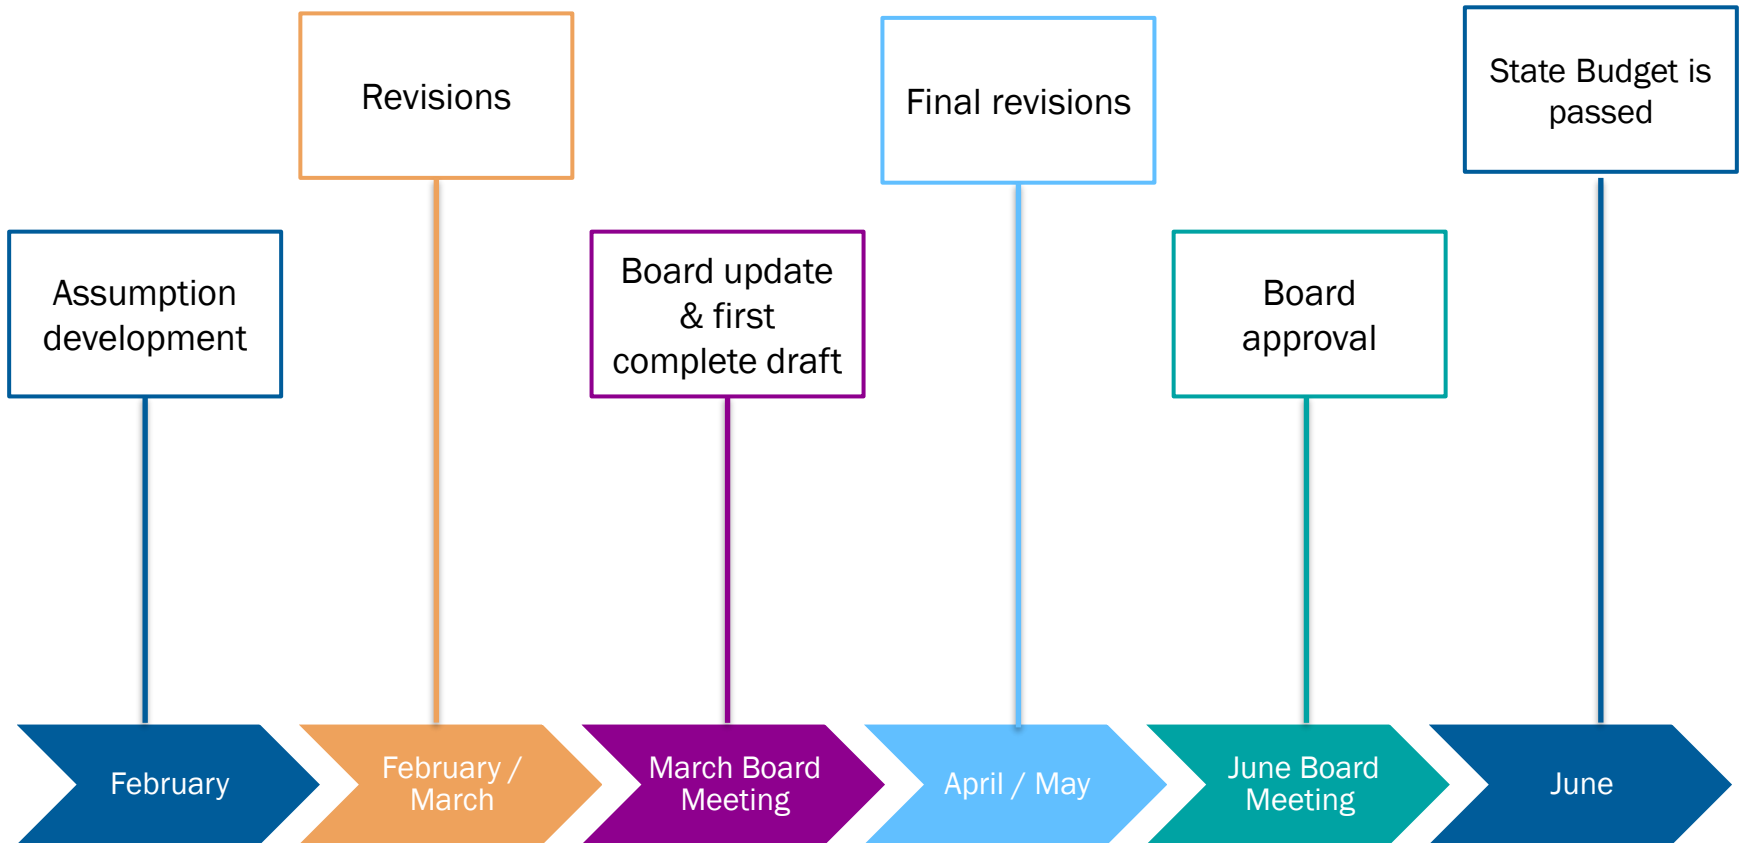 Revisions
Final revisions
State Budget is
passed
Assumption
development
Board update
& first
complete draft
Board
approval
February
February /
March
March Board
Meeting
April / May
June Board
Meeting
June